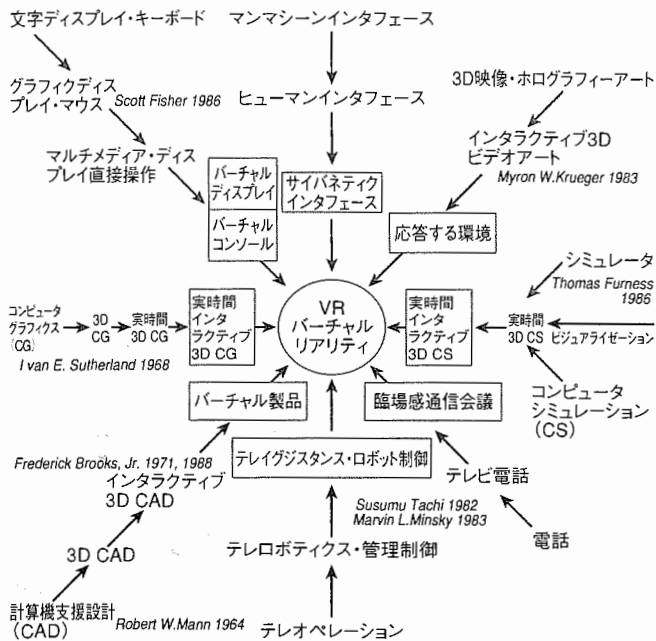 文字ディスプレイ・キーボード
マンマシーンインタフェース
グラフィクディス
プレイ・マウス
Scott Fisher 1986
ヒューマンインタフェース
3D映像・ホログラフィーアート
マルチメディア・ディス
プレイ直接操作
インタラクティブ3D
ビデオアート
Myron W.Krueger 1983
バーチャル
ディスプレイ
バーチャル
コンソール
サイバネティク
インタフェース
応答する環境
シミュレータ
Thomas Furness
1986
コンピュータ
グラフィクス
(CG)
3D
CG
実時間
3D CG
実時間
インタ
ラクティブ
3D CG
VR
バーチャル
リアリティ
実時間
インタ
ラクティブ
3D CS
実時間
3D CS
ビジュアライゼーション
I van E. Sutherland 1968
バーチャル製品
臨場感通信会議
コンピュータ
シミュレーション
(CS)
Frederick Brooks, Jr. 1971, 1988
インタラクティブ
3D CAD
テレイグジスタンス・ロボット制御
テレビ電話
Susumu Tachi 1982
Marvin L.Minsky 1983
電話
3D CAD
テレロボティクス・管理制御
計算機支援設計
(CAD)
Robert W.Mann 1964
テレオペレーション